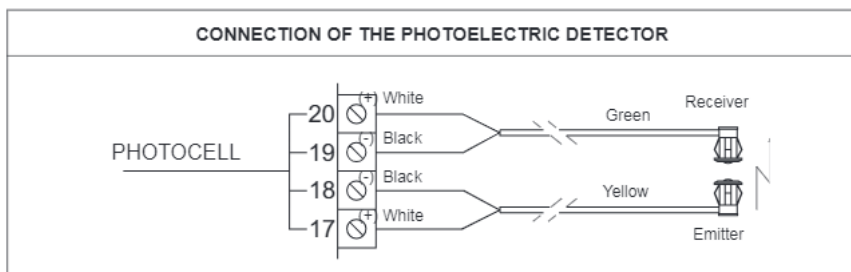 CONNECTION OF THE PHOTOELECTRIC DETECTOR
20 (+) White
Green
Receiver
PHOTOCELL
19 (-) Black
18 (-) Black
Yellow
17 (+) White
Emitter